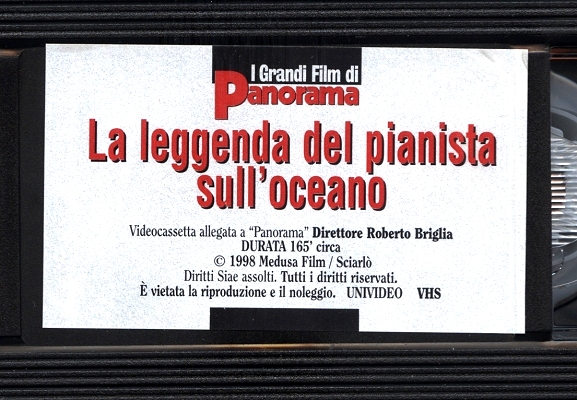 I Grandi Film di
Panorama
La leggenda del pianista
sull'oceano
Videocassetta allegata a "Panorama" Direttore Roberto Briglia
DURATA 165' circa
© 1998 Medusa Film / Sciarlò
Diritti Siae assolti. Tutti i diritti riservati.
È vietata la riproduzione e il noleggio. UNIVIDEO VHS